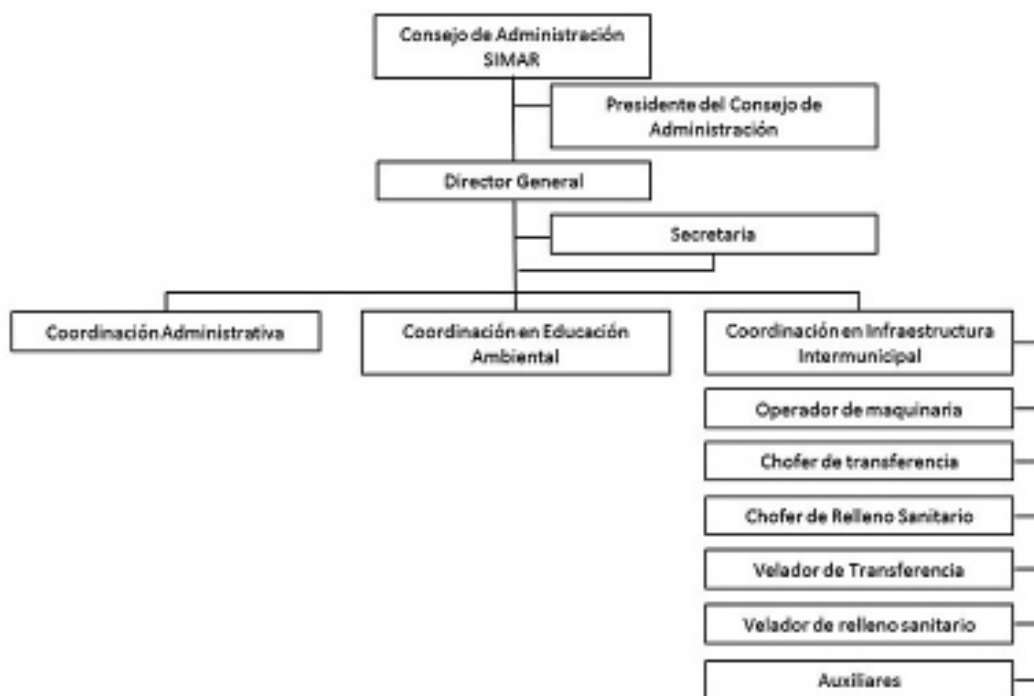 Consejo de Administración
SIMAR
Presidente del Consejo de
Administración
Director General
Secretaria
Coordinación Administrativa
Coordinación en Educación
Ambiental
Coordinación en Infraestructura
Intermunicipal
Operador de maquinaria
Chofer de transferencia
Chofer de Relleno Sanitario
Velador de Transferencia
Velador de relleno sanitario
Auxiliares